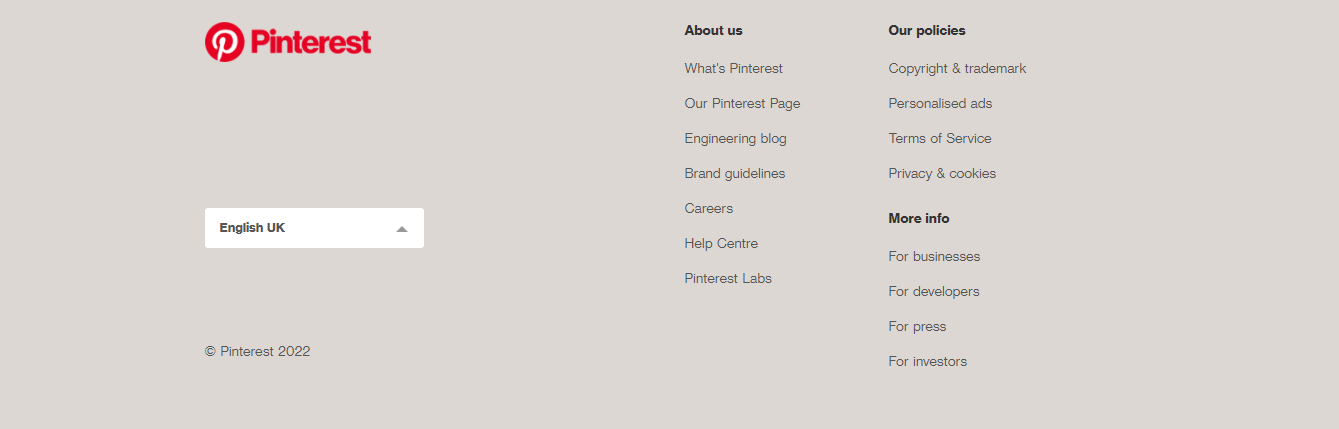 Pinterest
English UK
© Pinterest 2022
About us
What's Pinterest
Our Pinterest Page
Engineering blog
Brand guidelines
Careers
Help Centre
Pinterest Labs
Our policies
Copyright & trademark
Personalised ads
Terms of Service
Privacy & cookies
More info
For businesses
For developers
For press
For investors